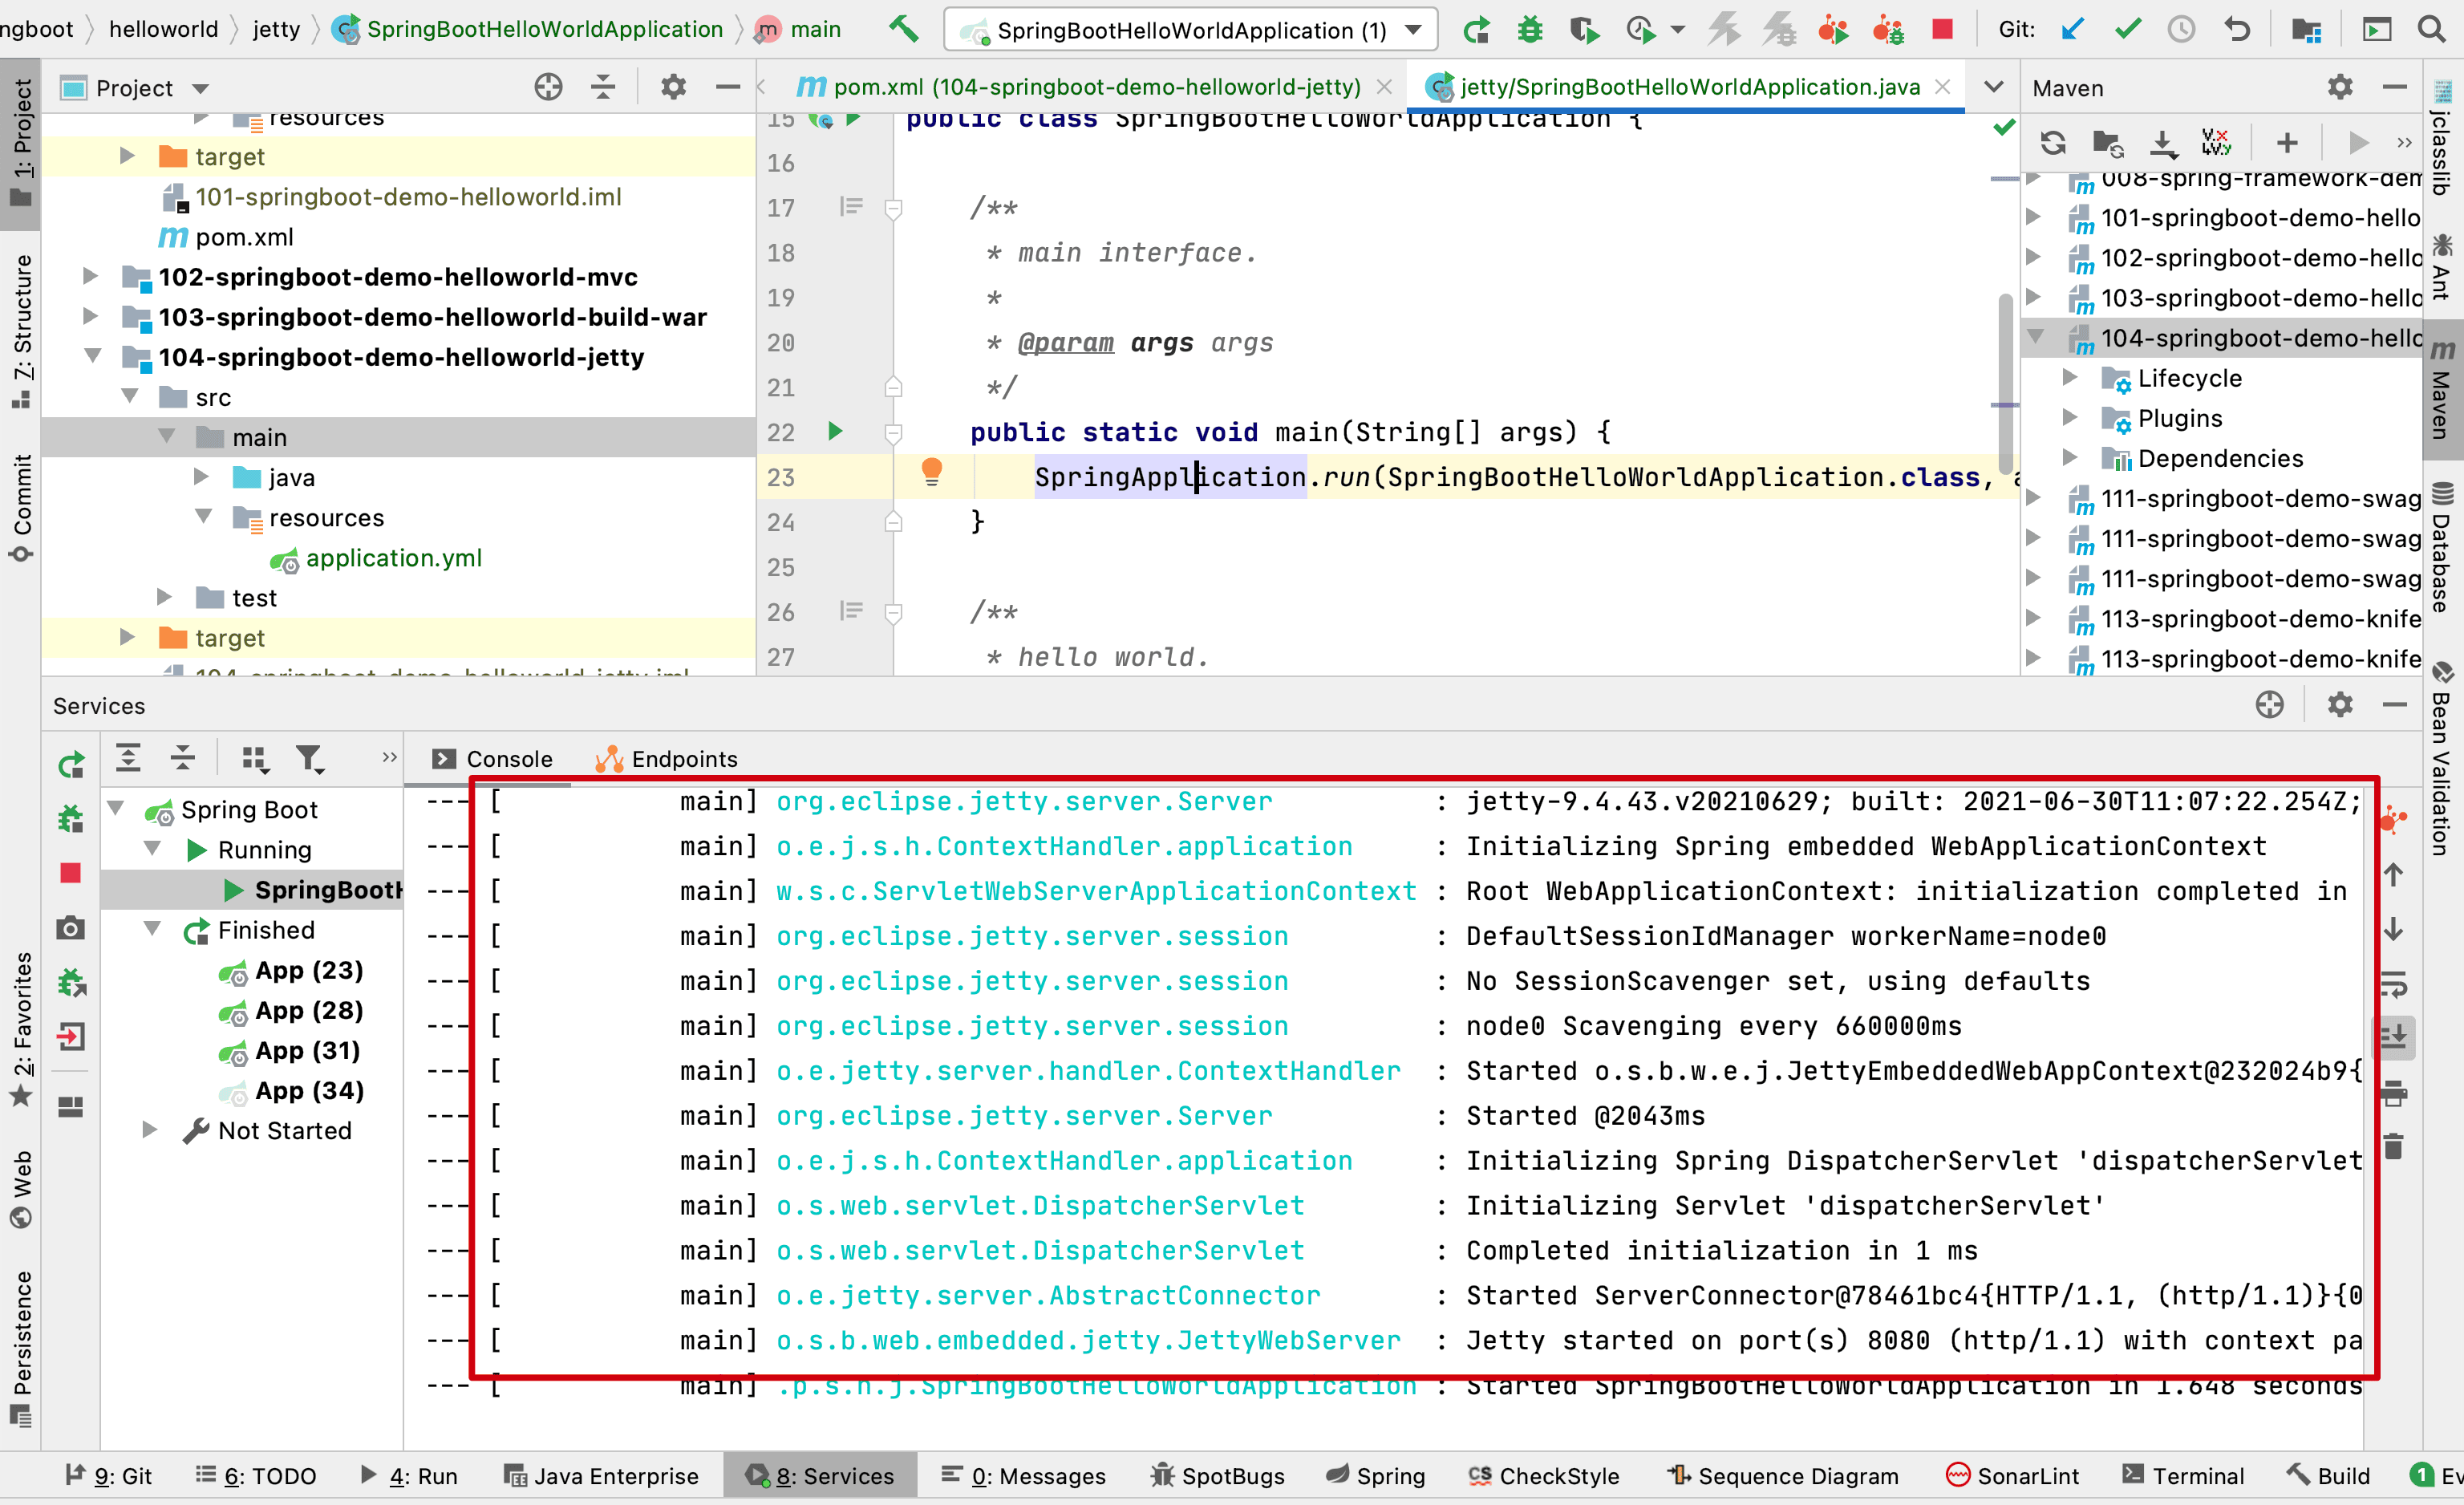 ngboot helloworld jetty SpringBootHelloWorldApplication m main SpringBootHelloWorldApplication (1) Git:
1: Project
7: Structure
Commit
2: Favorites
Web
Persistence
Project
resources
target
101-springboot-demo-helloworld.iml
pom.xml
102-springboot-demo-helloworld-mvc
103-springboot-demo-helloworld-build-war
104-springboot-demo-helloworld-jetty
src
main
java
resources
application.yml
test
target
104-springboot-demo-helloworld-jetty.iml
pom.xml (104-springboot-demo-helloworld-jetty) jetty/SpringBootHelloWorldApplication.java
15 public class SpringBootHelloWorldApplication {
16
17 /**
18 * main interface.
19 *
20 * @param args args
21 */
22 public static void main(String[] args) {
23 SpringApplication.run(SpringBootHelloWorldApplication.class, a
24 }
25
26 /**
27 * hello world.
Maven
008-spring-framework-dem
101-springboot-demo-hello
102-springboot-demo-hello
103-springboot-demo-hello
104-springboot-demo-hello
Lifecycle
Plugins
Dependencies
111-springboot-demo-swag
111-springboot-demo-swag
111-springboot-demo-swag
113-springboot-demo-knife
113-springboot-demo-knife
jclasslib
Ant
Maven
Database
Bean Validation
Services
Spring Boot
Running
SpringBootH
Finished
App (23)
App (28)
App (31)
App (34)
Not Started
Console Endpoints
--- [ main] org.eclipse.jetty.server.Server : jetty-9.4.43.v20210629; built: 2021-06-30T11:07:22.254Z;
--- [ main] o.e.j.s.h.ContextHandler.application : Initializing Spring embedded WebApplicationContext
--- [ main] w.s.c.ServletWebServerApplicationContext : Root WebApplicationContext: initialization completed in
--- [ main] org.eclipse.jetty.server.session : DefaultSessionIdManager workerName=node0
--- [ main] org.eclipse.jetty.server.session : No SessionScavenger set, using defaults
--- [ main] org.eclipse.jetty.server.session : node0 Scavenging every 660000ms
--- [ main] o.e.jetty.server.handler.ContextHandler : Started o.s.b.w.e.j.JettyEmbeddedWebAppContext@232024b9{
--- [ main] org.eclipse.jetty.server.Server : Started @2043ms
--- [ main] o.e.j.s.h.ContextHandler.application : Initializing Spring DispatcherServlet 'dispatcherServlet
--- [ main] o.s.web.servlet.DispatcherServlet : Initializing Servlet 'dispatcherServlet'
--- [ main] o.s.web.servlet.DispatcherServlet : Completed initialization in 1 ms
--- [ main] o.e.jetty.server.AbstractConnector : Started ServerConnector@78461bc4{HTTP/1.1, (http/1.1)}{0
--- [ main] o.s.b.web.embedded.jetty.JettyWebServer : Jetty started on port(s) 8080 (http/1.1) with context pa
--- [ main] .p.s.h.j.SpringBootHelloWorldApplication : Started SpringBootHelloWorldApplication in 1.648 seconds
9: Git 6: TODO 4: Run Java Enterprise 8: Services 0: Messages SpotBugs Spring CS CheckStyle Sequence Diagram SonarLint Terminal Build 1 Ev